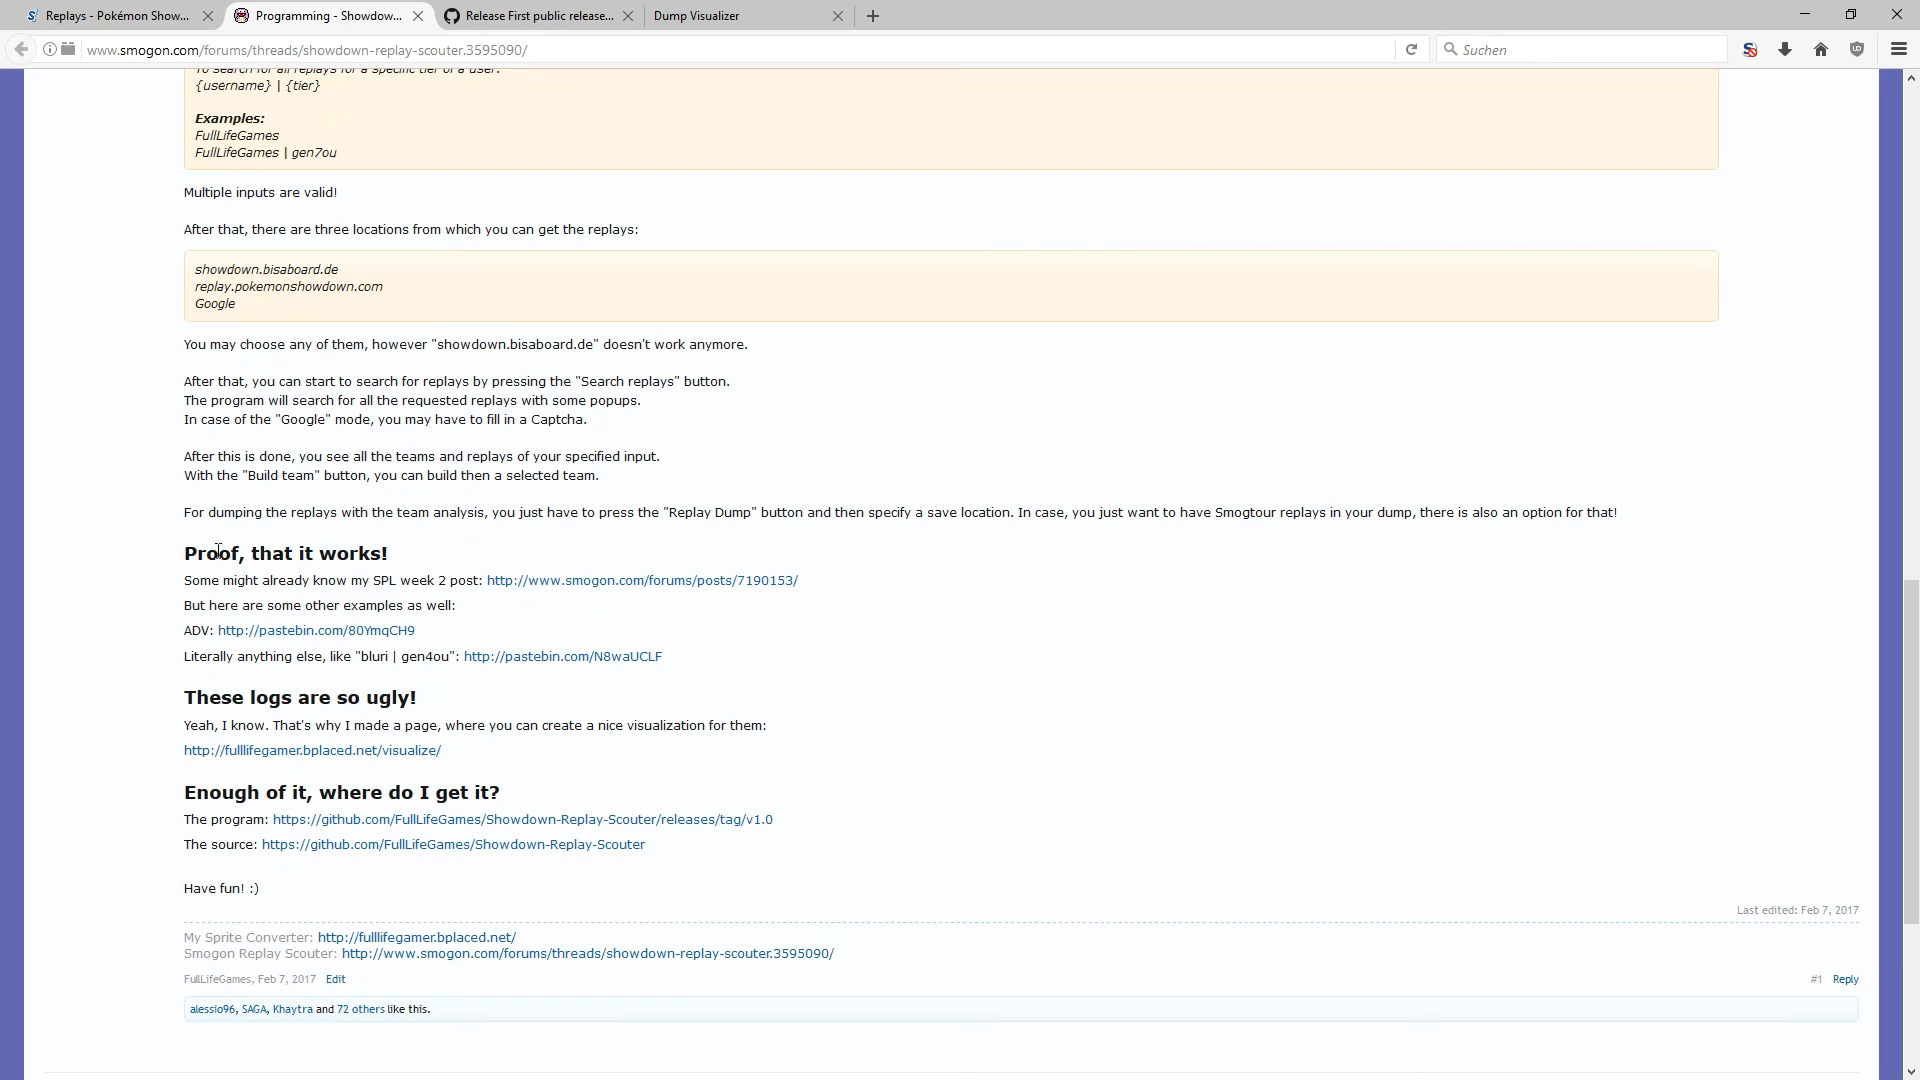 Replays - Pokémon Show...
Programming - Showdow...
Release First public release...
Dump Visualizer
www.smogon.com/forums/threads/showdown-replay-scouter.3595090/
Suchen
To search for all replays for a specific tier of a user:
{username} | {tier}
Examples:
FullLifeGames
FullLifeGames | gen7ou
Multiple inputs are valid!
After that, there are three locations from which you can get the replays:
showdown.bisaboard.de
replay.pokemonshowdown.com
Google
You may choose any of them, however "showdown.bisaboard.de" doesn't work anymore.
After that, you can start to search for replays by pressing the "Search replays" button.
The program will search for all the requested replays with some popups.
In case of the "Google" mode, you may have to fill in a Captcha.
After this is done, you see all the teams and replays of your specified input.
With the "Build team" button, you can build then a selected team.
For dumping the replays with the team analysis, you just have to press the "Replay Dump" button and then specify a save location. In case, you just want to have Smogtour replays in your dump, there is also an option for that!
Proof, that it works!
Some might already know my SPL week 2 post: http://www.smogon.com/forums/posts/7190153/
But here are some other examples as well:
ADV: http://pastebin.com/80YmqCH9
Literally anything else, like "bluri | gen4ou": http://pastebin.com/N8waUCLF
These logs are so ugly!
Yeah, I know. That's why I made a page, where you can create a nice visualization for them:
http://fulllifegamer.bplaced.net/visualize/
Enough of it, where do I get it?
The program: https://github.com/FullLifeGames/Showdown-Replay-Scouter/releases/tag/v1.0
The source: https://github.com/FullLifeGames/Showdown-Replay-Scouter
Have fun! :)
Last edited: Feb 7, 2017
My Sprite Converter: http://fulllifegamer.bplaced.net/
Smogon Replay Scouter: http://www.smogon.com/forums/threads/showdown-replay-scouter.3595090/
FullLifeGames, Feb 7, 2017 Edit
#1 Reply
alessio96, SAGA, Khaytra and 72 others like this.